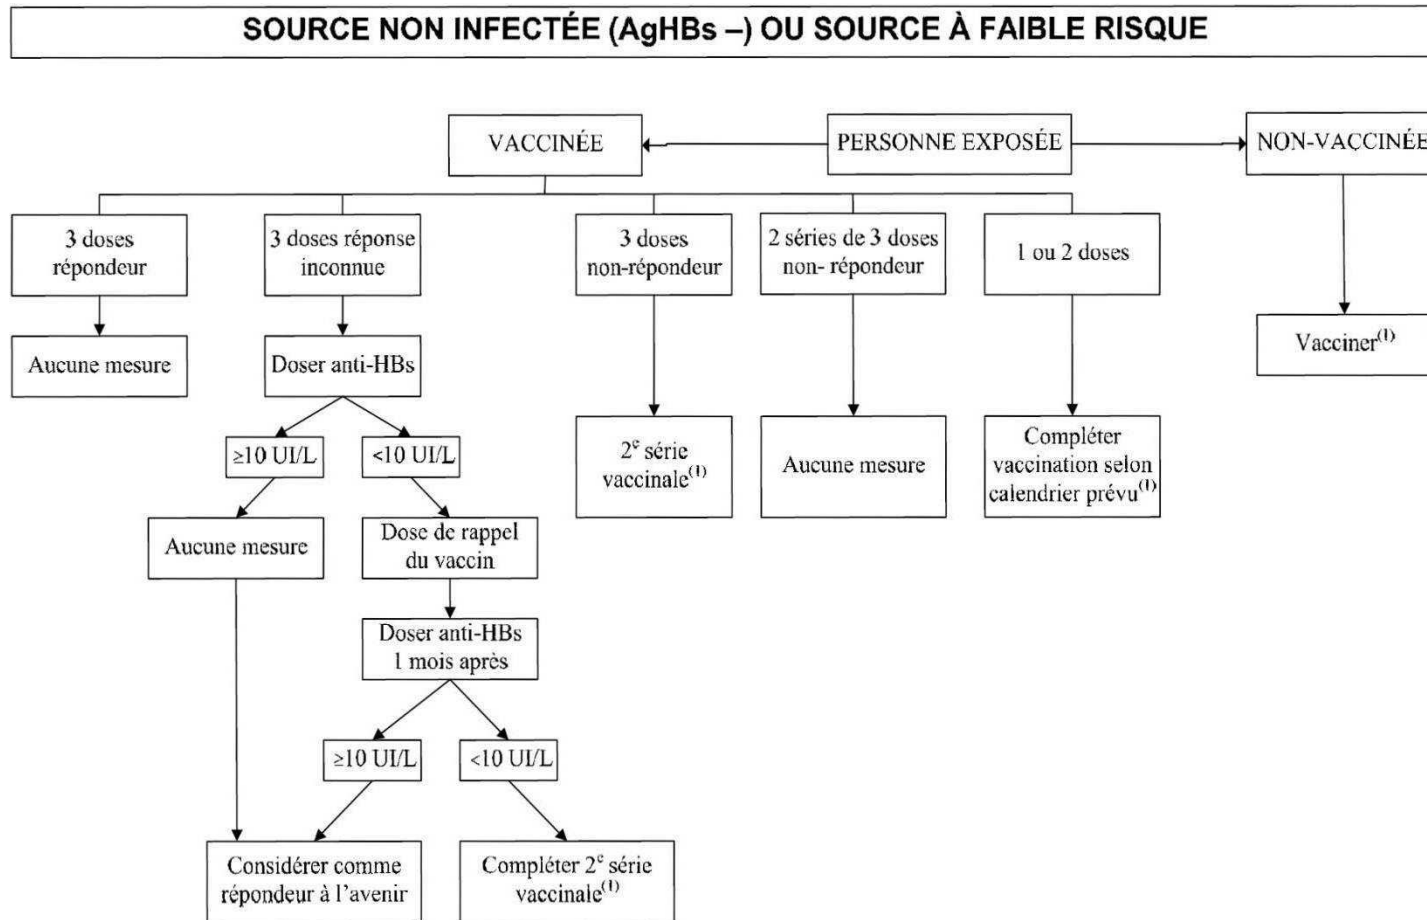 SOURCE NON INFECTÉE (AgHBs –) OU SOURCE À FAIBLE RISQUE
VACCINÉE
PERSONNE EXPOSÉE
NON-VACCINÉE
3 doses
répondeur
3 doses réponse
inconnue
3 doses
non-répondeur
2 séries de 3 doses
non- répondeur
1 ou 2 doses
Aucune mesure
Doser anti-HBs
Vacciner(1)
≥10 UI/L
<10 UI/L
2e série
vaccinale(1)
Aucune mesure
Compléter
vaccination selon
calendrier prévu(1)
Aucune mesure
Dose de rappel
du vaccin
Doser anti-HBs
1 mois après
≥10 UI/L
<10 UI/L
Considérer comme
répondeur à l'avenir
Compléter 2e série
vaccinale(1)